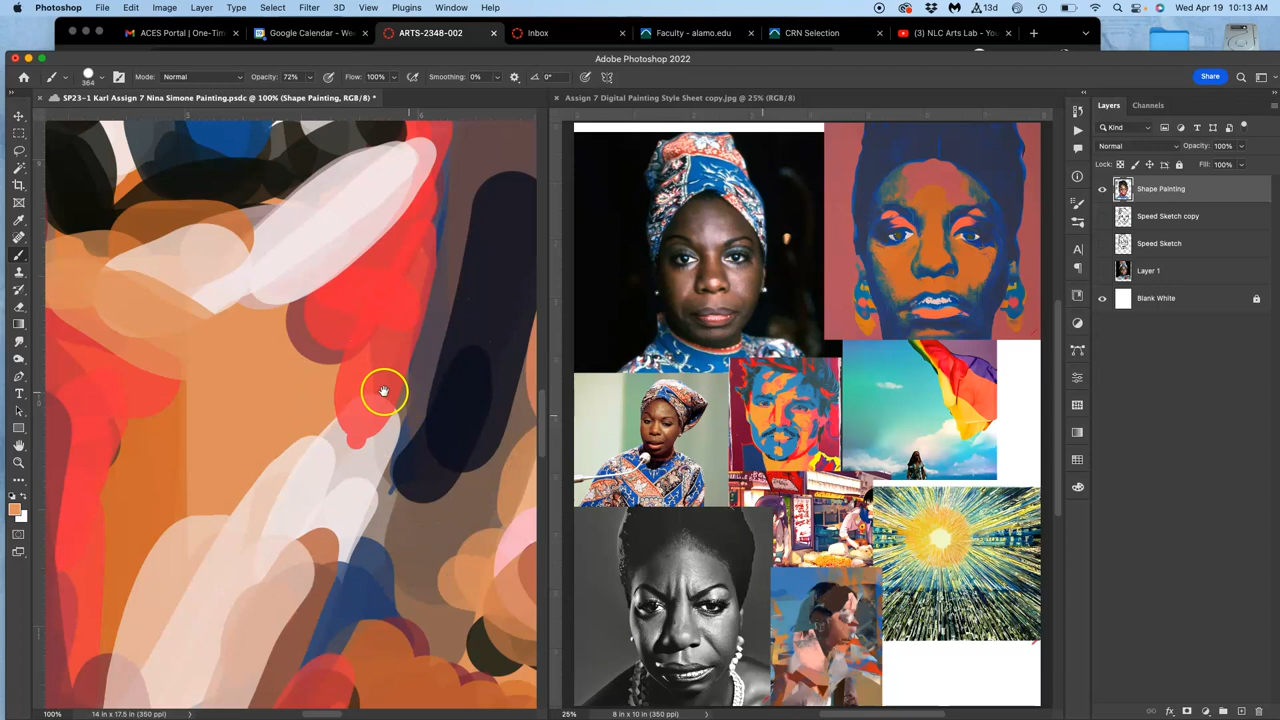 Photoshop File Edit Image Layer Type Select Filter 3D View Plugins Window Help 13d Wed Apr 19 10:13 AM
ACES Portal | One-Tim Google Calendar - We ARTS-2348-002 Inbox Faculty - alamo.edu CRN Selection (3) NLC Arts Lab - You
Adobe Photoshop 2022
364 Mode: Normal Opacity: 72% Flow: 100% Smoothing: 0% 0° Share
SP23-1 Karl Assign 7 Nina Simone Painting.psdc @ 100% (Shape Painting, RGB/8) *
Assign 7 Digital Painting Style Sheet copy.jpg @ 25% (RGB/8)
Layers Channels
Kind
Normal Opacity: 100%
Lock: Fill: 100%
Shape Painting
Speed Sketch copy
Speed Sketch
Layer 1
Blank White
100% 14 in x 17.5 in (350 ppi)
25% 8 in x 10 in (350 ppi)